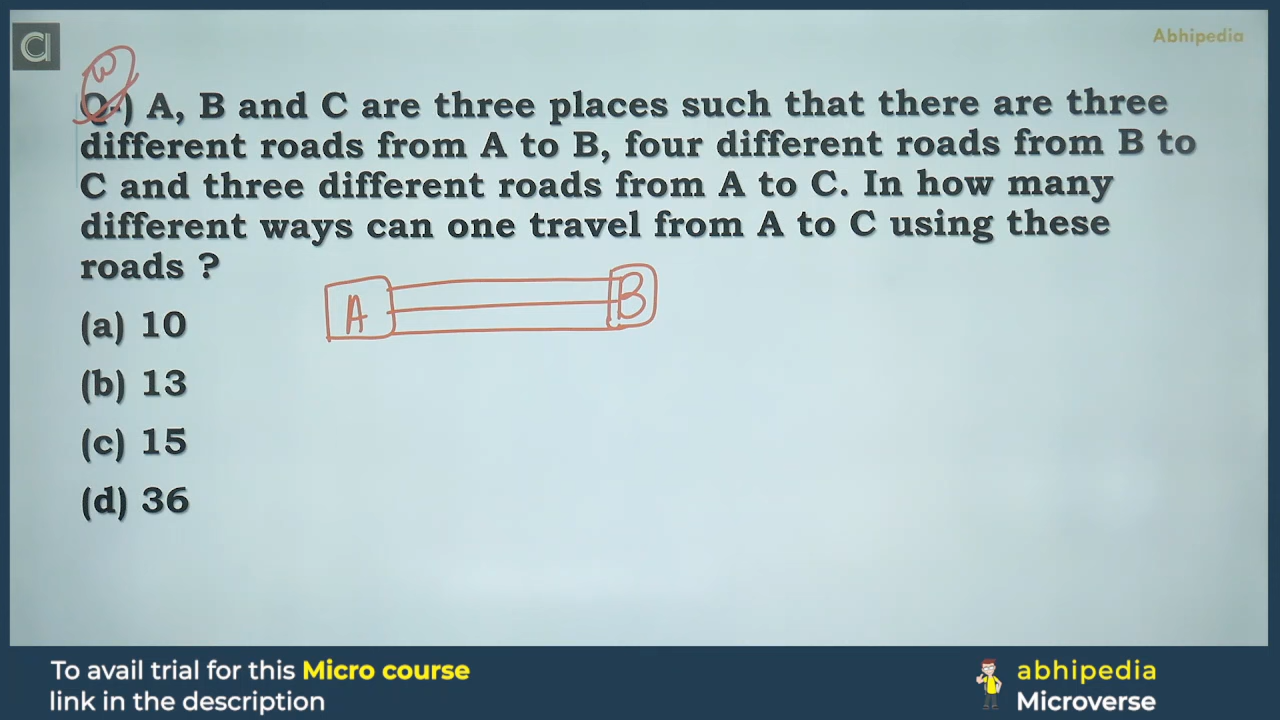 Abhipedia
Q-) A, B and C are three places such that there are three
different roads from A to B, four different roads from B to
C and three different roads from A to C. In how many
different ways can one travel from A to C using these
roads ?
A B
(a) 10
(b) 13
(c) 15
(d) 36
To avail trial for this Micro course
link in the description
abhipedia
Microverse